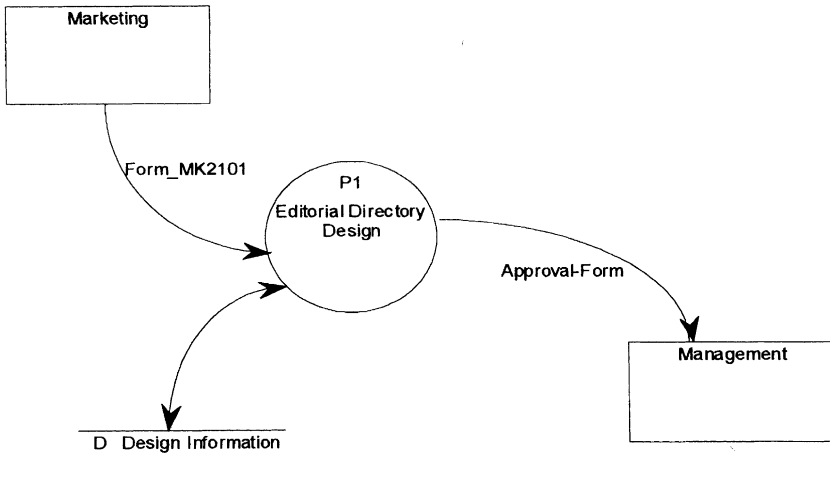 Marketing
Form_MK2101
P1
Editorial Directory
Design
Approval-Form
Management
D Design Information